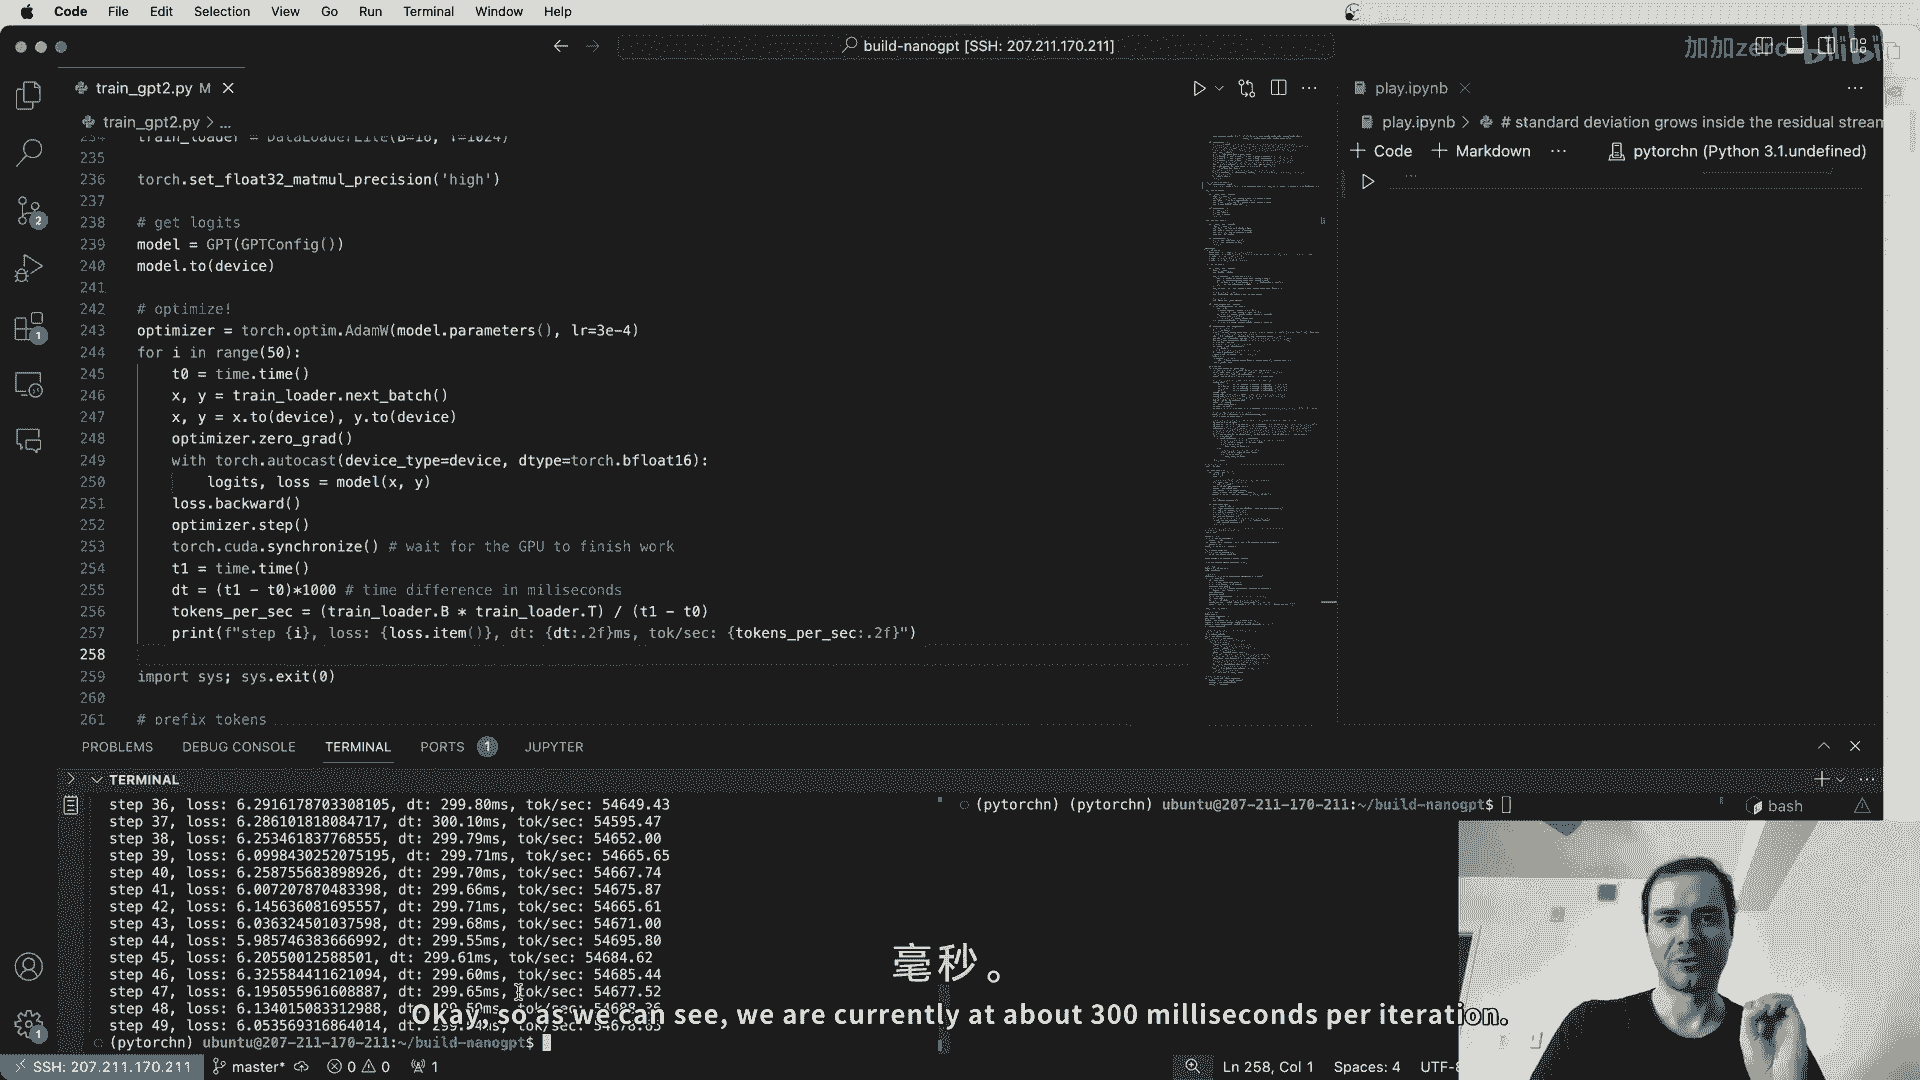 Code File Edit Selection View Go Run Terminal Window Help
build-nanogpt [SSH: 207.211.170.211]
加加zero bilibili
train_gpt2.py M
train_gpt2.py > ...
234 train_loader = DataLoaderLite(B=16, T=1024)
235
236 torch.set_float32_matmul_precision('high')
237
238 # get logits
239 model = GPT(GPTConfig())
240 model.to(device)
241
242 # optimize!
243 optimizer = torch.optim.AdamW(model.parameters(), lr=3e-4)
244 for i in range(50):
245 t0 = time.time()
246 x, y = train_loader.next_batch()
247 x, y = x.to(device), y.to(device)
248 optimizer.zero_grad()
249 with torch.autocast(device_type=device, dtype=torch.bfloat16):
250 logits, loss = model(x, y)
251 loss.backward()
252 optimizer.step()
253 torch.cuda.synchronize() # wait for the GPU to finish work
254 t1 = time.time()
255 dt = (t1 - t0)*1000 # time difference in miliseconds
256 tokens_per_sec = (train_loader.B * train_loader.T) / (t1 - t0)
257 print(f"step {i}, loss: {loss.item()}, dt: {dt:.2f}ms, tok/sec: {tokens_per_sec:.2f}")
258
259 import sys; sys.exit(0)
260
261 # prefix tokens
play.ipynb
play.ipynb > # standard deviation grows inside the residual stream
+ Code + Markdown ... pytorchn (Python 3.1.undefined)
PROBLEMS DEBUG CONSOLE TERMINAL PORTS 1 JUPYTER
TERMINAL
step 36, loss: 6.2916178703308105, dt: 299.80ms, tok/sec: 54649.43
step 37, loss: 6.286101818084717, dt: 300.10ms, tok/sec: 54595.47
step 38, loss: 6.253461837768555, dt: 299.79ms, tok/sec: 54652.00
step 39, loss: 6.0998430252075195, dt: 299.71ms, tok/sec: 54665.65
step 40, loss: 6.258755683898926, dt: 299.70ms, tok/sec: 54667.74
step 41, loss: 6.007207870483398, dt: 299.66ms, tok/sec: 54675.87
step 42, loss: 6.145636081695557, dt: 299.71ms, tok/sec: 54665.61
step 43, loss: 6.036324501037598, dt: 299.68ms, tok/sec: 54671.00
step 44, loss: 5.985746383666992, dt: 299.55ms, tok/sec: 54695.80
step 45, loss: 6.20550012588501, dt: 299.61ms, tok/sec: 54684.62
step 46, loss: 6.325584411621094, dt: 299.60ms, tok/sec: 54685.44
step 47, loss: 6.195055961608887, dt: 299.65ms, tok/sec: 54677.52
step 48, loss: 6.134015083312988, dt:
step 49, loss: 6.053569316864014, dt:
(pytorchn) ubuntu@207-211-170-211:~/build-nanogpt$
(pytorchn) (pytorchn) ubuntu@207-211-170-211:~/build-nanogpt$
bash
毫秒。
Okay, so as we can see, we are currently at about 300 milliseconds per iteration.
SSH: 207.211.170.211 master* 0 0 1 Ln 258, Col 1 Spaces: 4 UTF-8